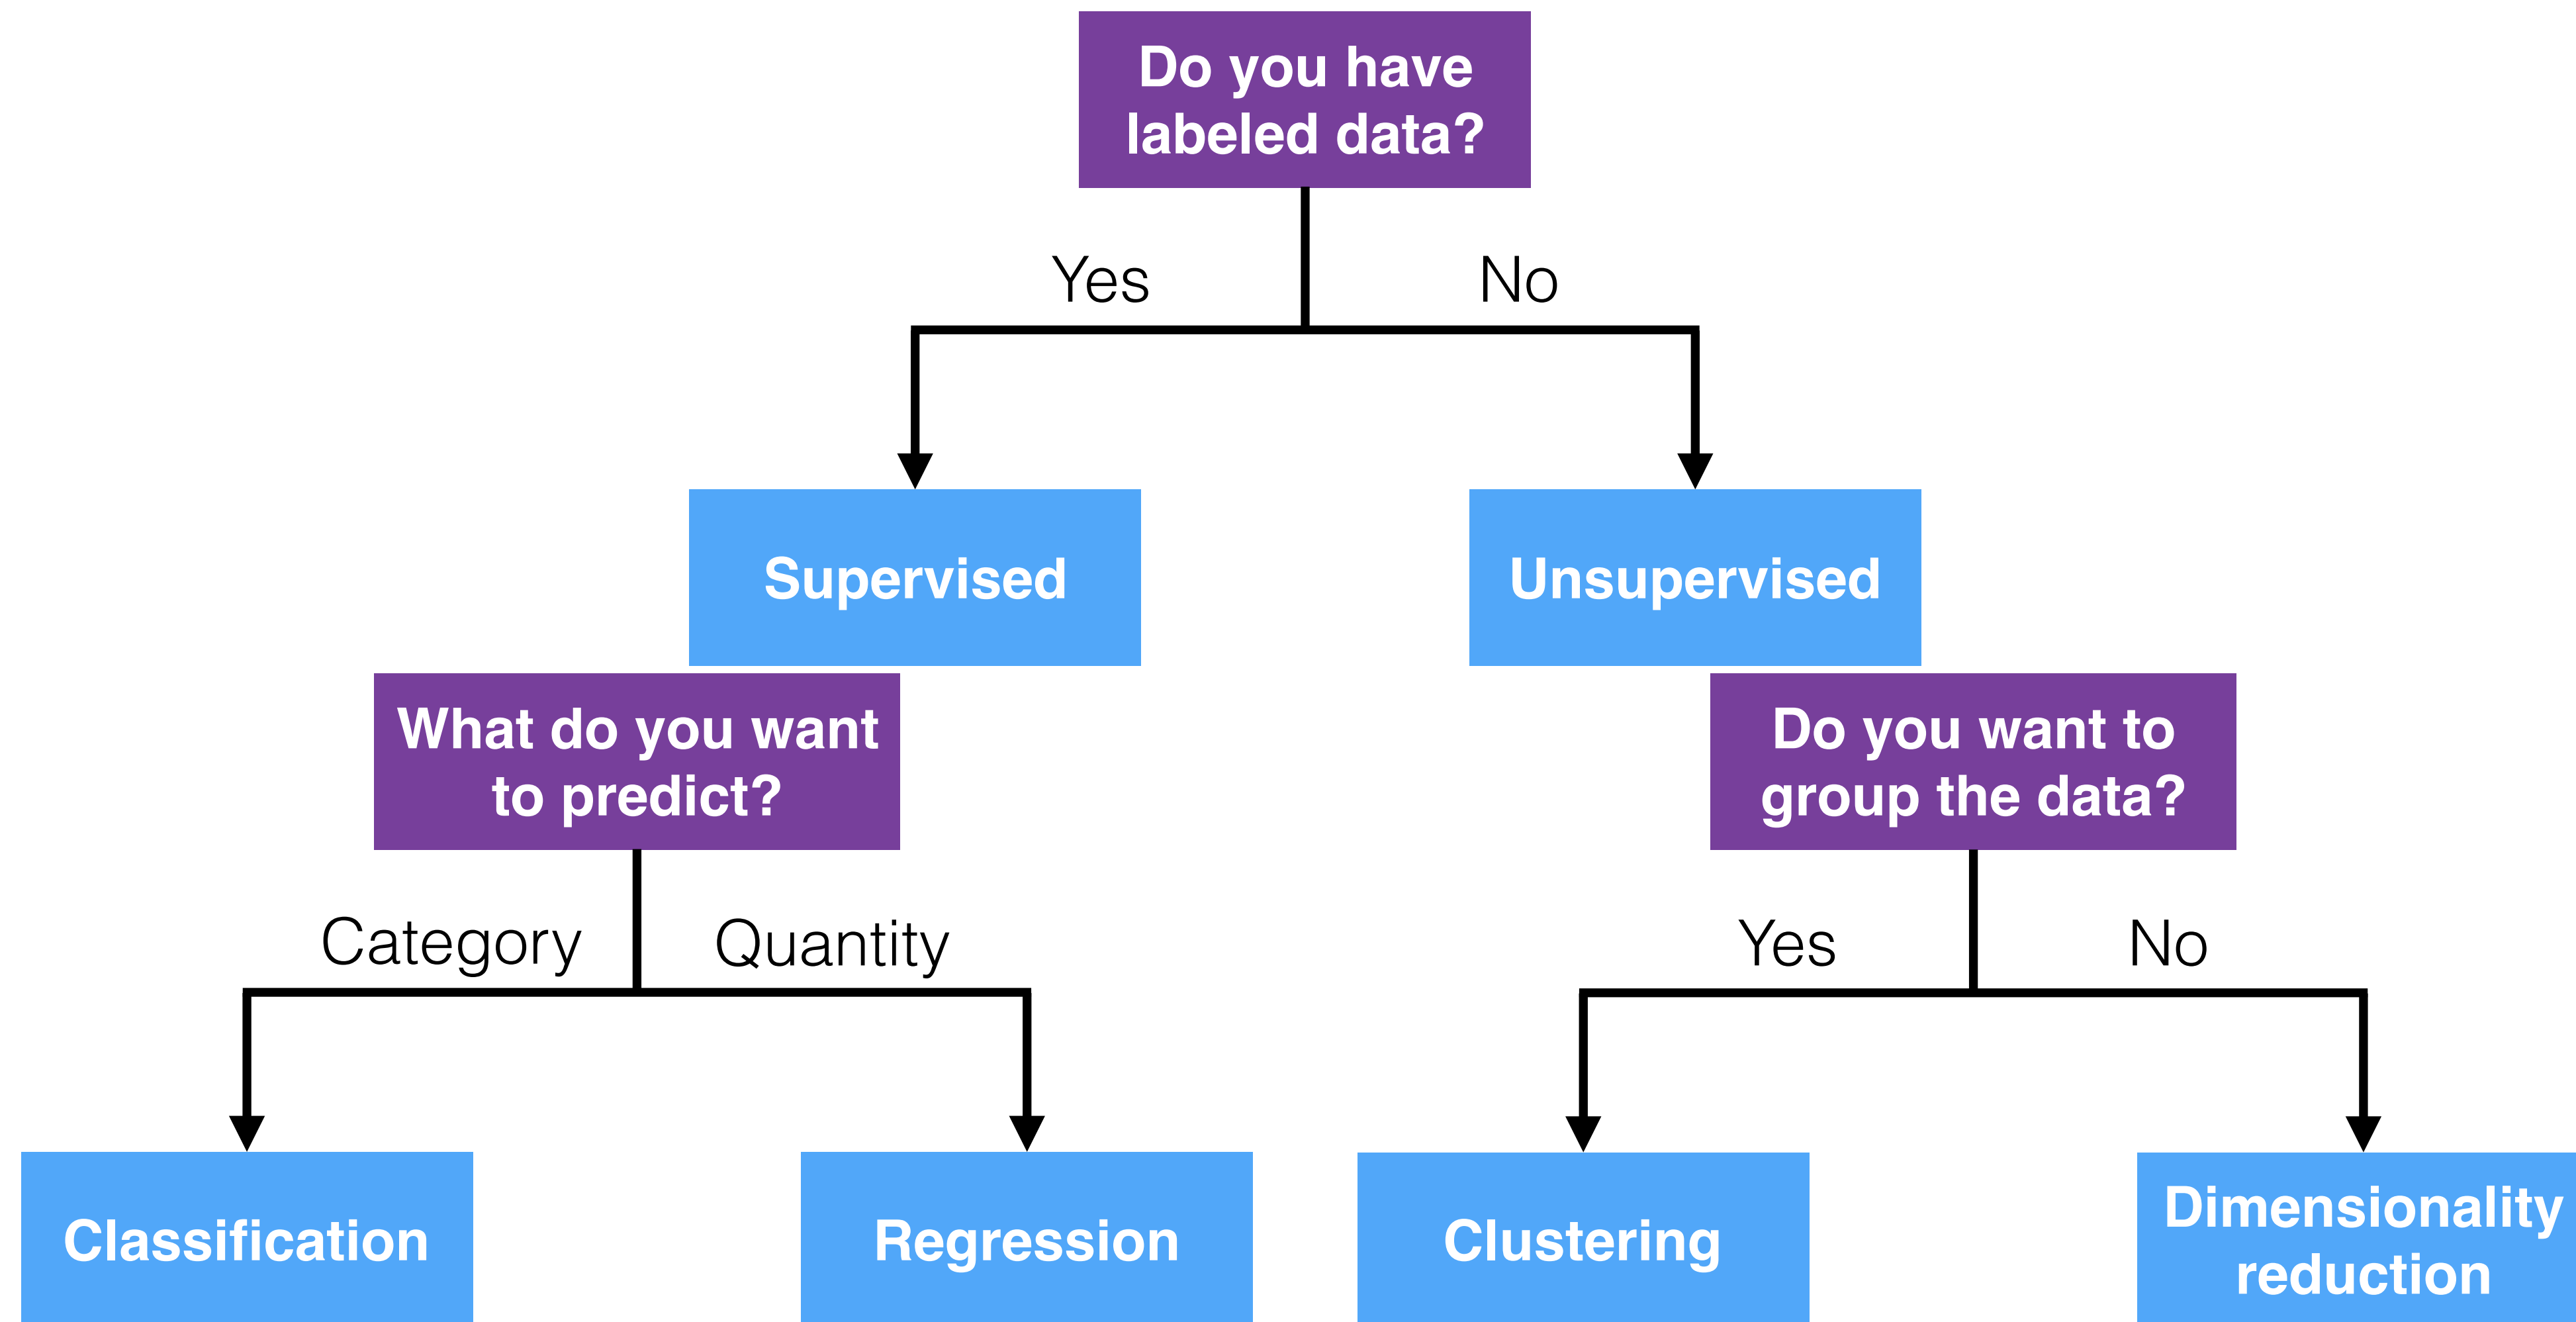 Do you have
labeled data?
Yes
No
Supervised
Unsupervised
What do you want
to predict?
Do you want to
group the data?
Category
Quantity
Yes
No
Classification
Regression
Clustering
Dimensionality
reduction